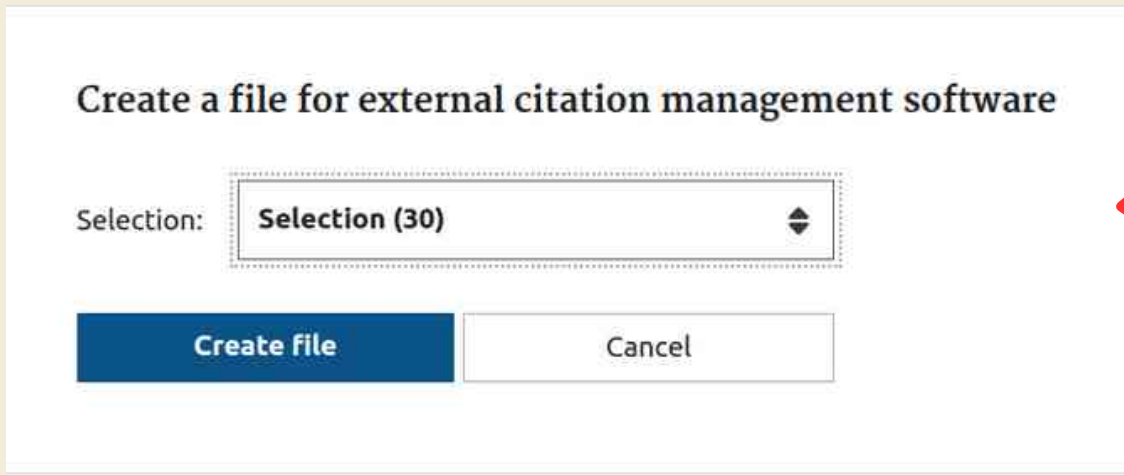 Create a file for external citation management software
Selection: Selection (30)
Create file Cancel